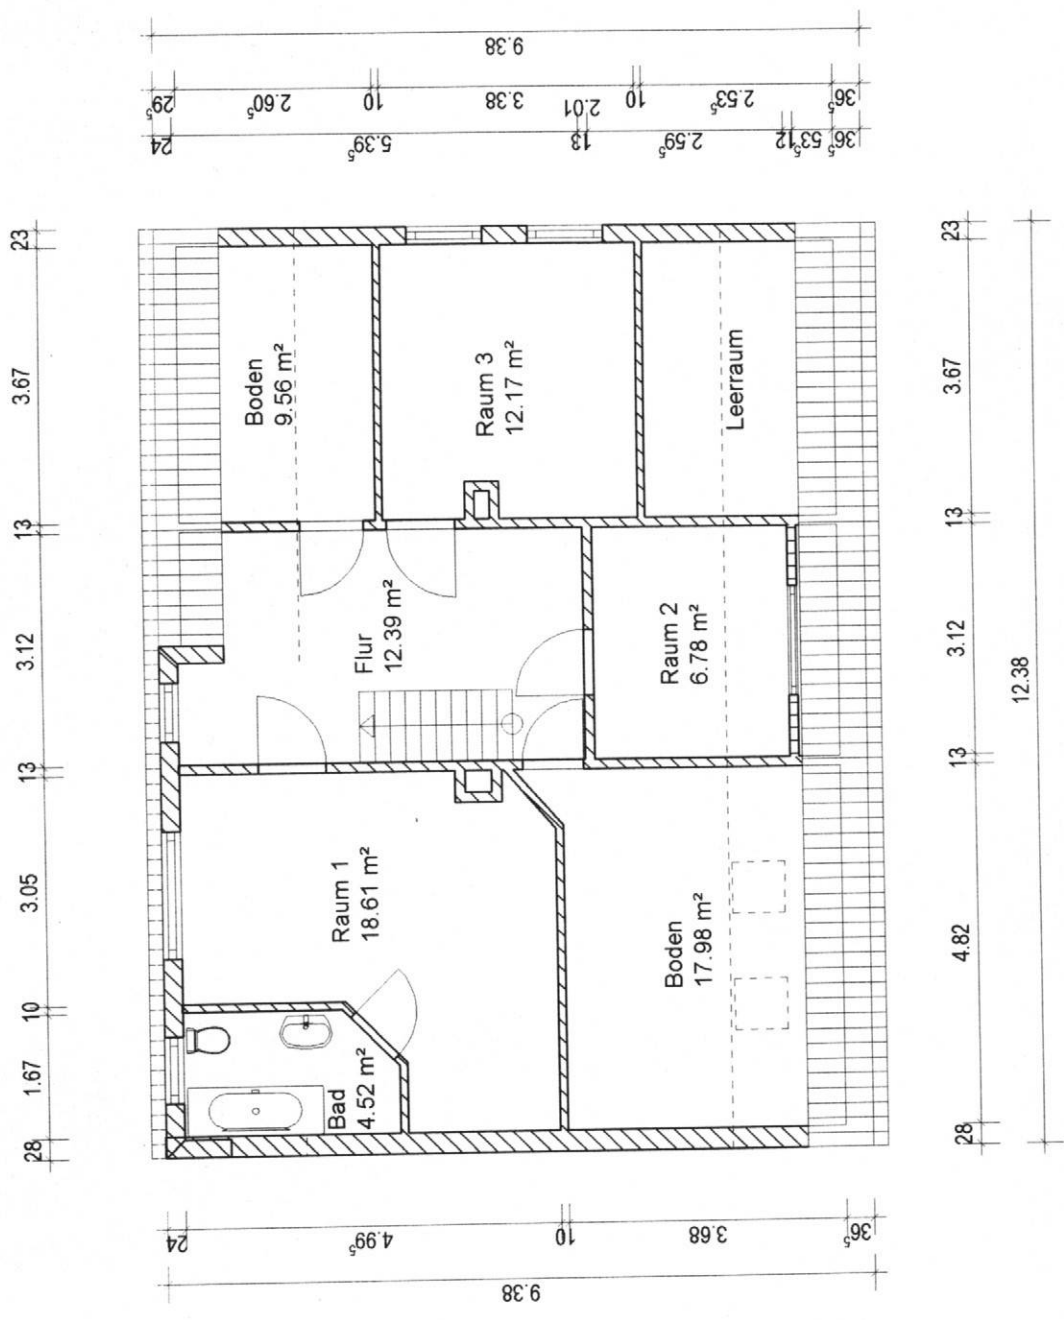 9.38
29⁵
2.60⁵
10
3.38
2.01
10
2.53⁵
36⁵
24
5.39⁵
13
2.59⁵
12
53⁵
36⁵
23
3.67
13
3.12
13
3.05
10
1.67
28
Boden
9.56 m²
Raum 3
12.17 m²
Leerraum
Flur
12.39 m²
Raum 2
6.78 m²
Raum 1
18.61 m²
Boden
17.98 m²
Bad
4.52 m²
23
3.67
13
3.12
13
4.82
28
12.38
24
4.99⁵
10
3.68
36⁵
9.38